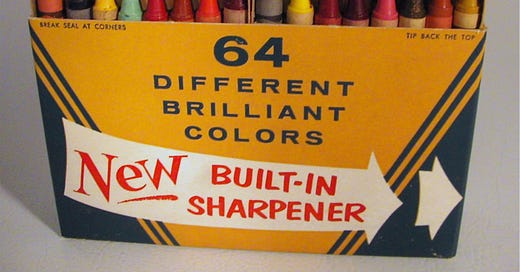 BREAK SEAL AT CORNERS
TIP BACK THE TOP
64
DIFFERENT
BRILLIANT
COLORS
New BUILT-IN
SHARPENER